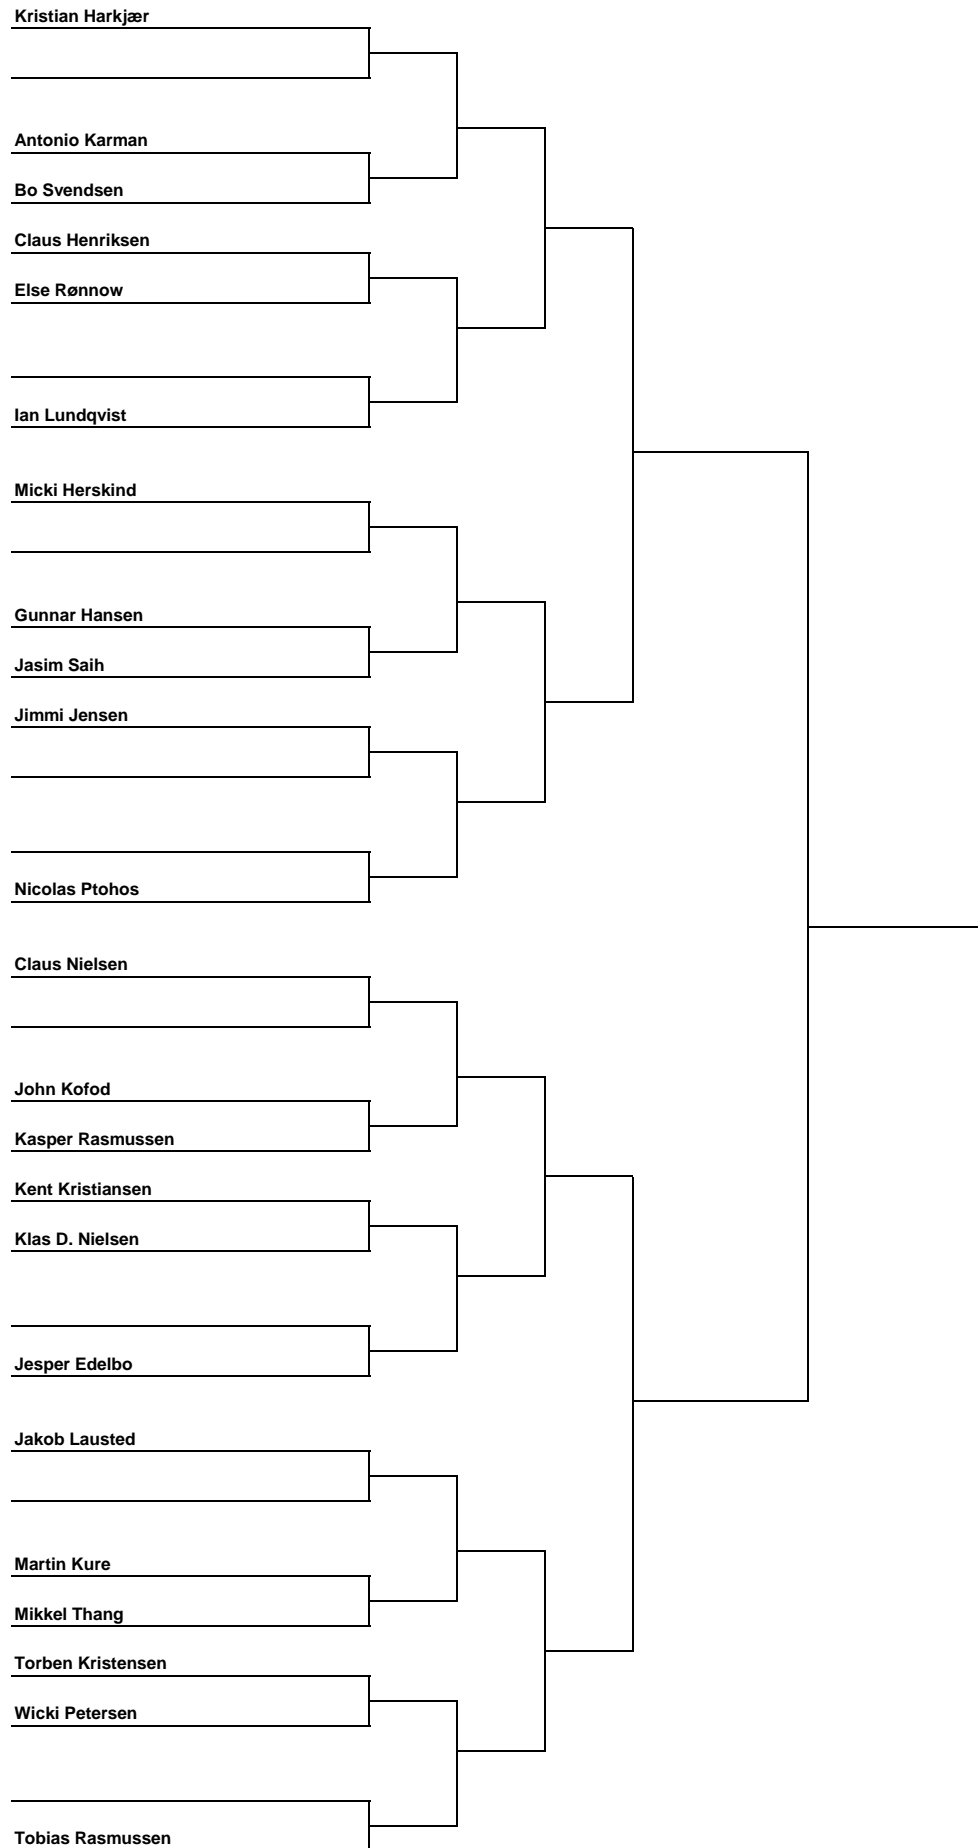 Kristian Harkjær
Antonio Karman
Bo Svendsen
Claus Henriksen
Else Rønnow
Ian Lundqvist
Micki Herskind
Gunnar Hansen
Jasim Saih
Jimmi Jensen
Nicolas Ptohos
Claus Nielsen
John Kofod
Kasper Rasmussen
Kent Kristiansen
Klas D. Nielsen
Jesper Edelbo
Jakob Lausted
Martin Kure
Mikkel Thang
Torben Kristensen
Wicki Petersen
Tobias Rasmussen